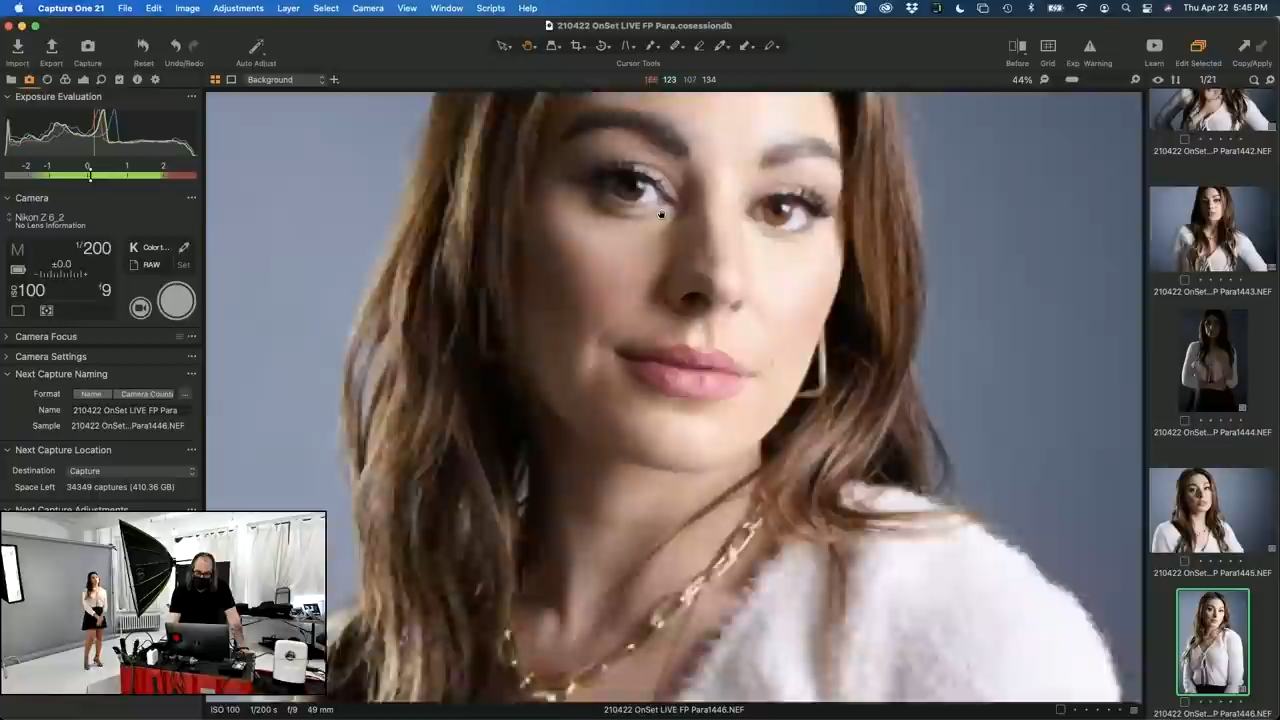 Capture One 21 File Edit Image Adjustments Layer Select Camera View Window Scripts Help Thu Apr 22 5:45 PM
210422 OnSet LIVE FP Para.cosessiondb
Import Export Capture Reset Undo/Redo Auto Adjust Cursor Tools Before Grid Exp. Warning Learn Edit Selected Copy/Apply
Background 123 107 134 44% 1/21
Exposure Evaluation
-2 -1 0 1 2
Camera
Nikon Z 6_2
No Lens Information
M 1/200 K Color t...
±0.0 RAW Set
ISO 100 f9
Camera Focus
Camera Settings
Next Capture Naming
Format Name Camera Count
Name 210422 OnSet LIVE FP Para
Sample 210422 OnSet...Para1446.NEF
Next Capture Location
Destination Capture
Space Left 34349 captures (410.36 GB)
Next Capture Adjustments
210422 OnSet...P Para1442.NEF
210422 OnSet...P Para1443.NEF
210422 OnSet...P Para1444.NEF
210422 OnSet...P Para1445.NEF
210422 OnSet...P Para1446.NEF
ISO 100 1/200 s f/9 49 mm 210422 OnSet LIVE FP Para1446.NEF